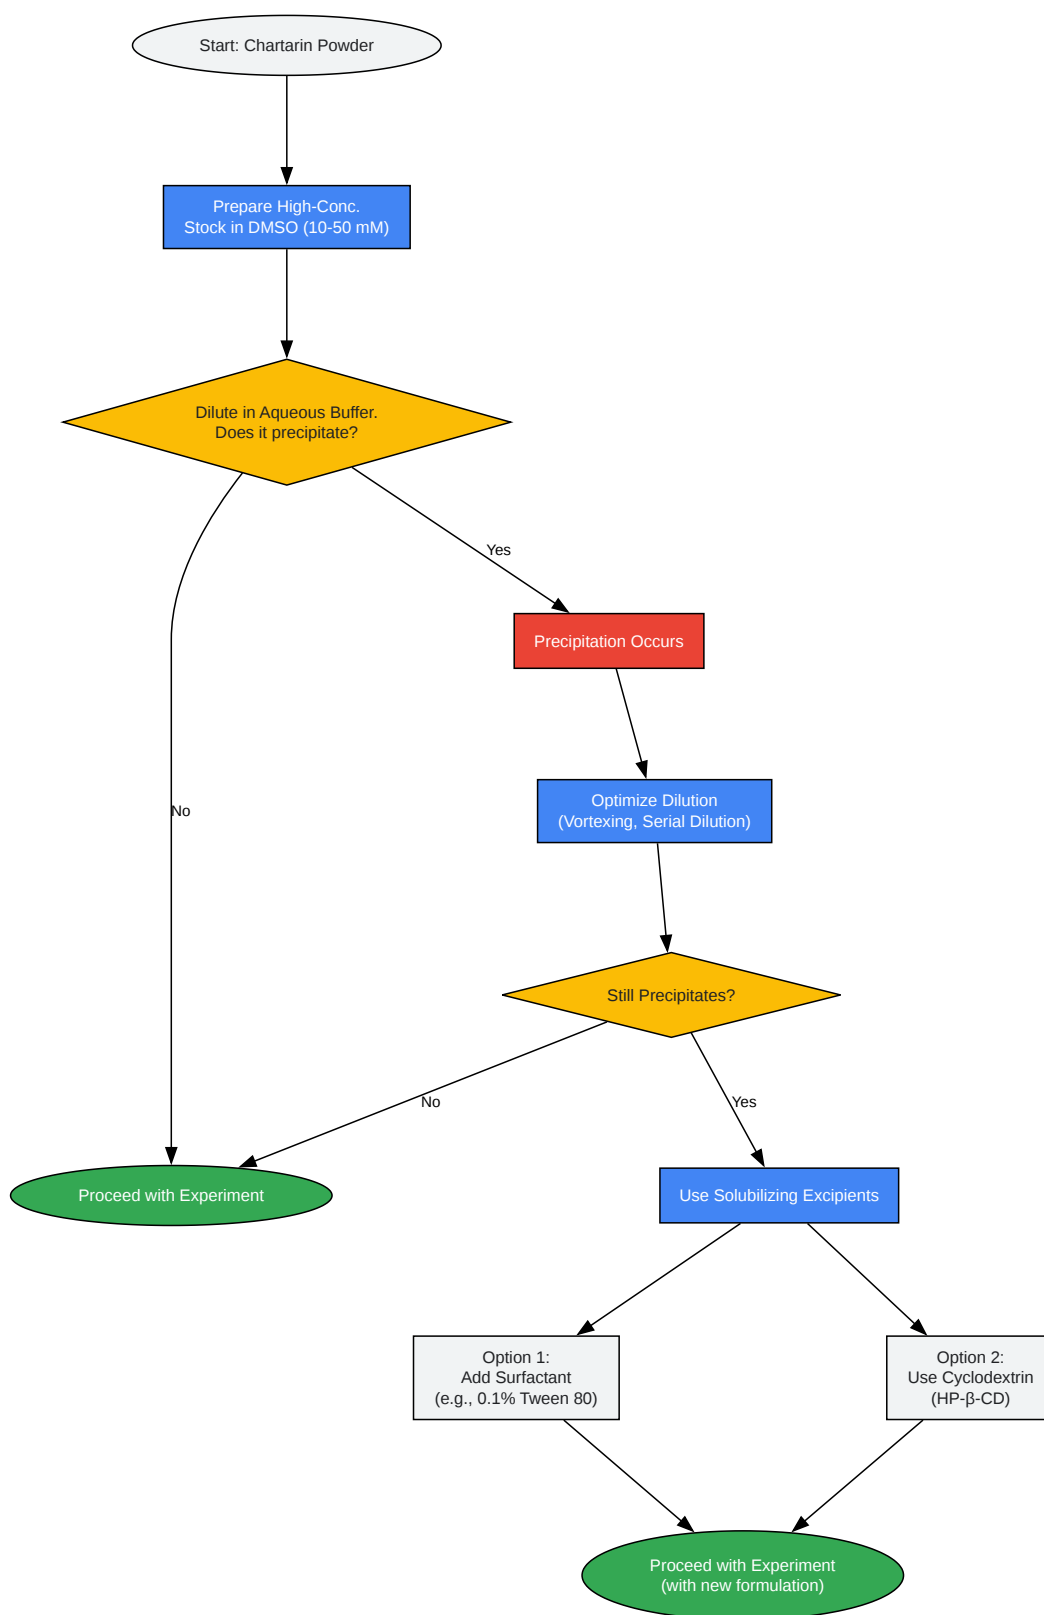 Start: Chartarin Powder
Prepare High-Conc.
Stock in DMSO (10-50 mM)
Dilute in Aqueous Buffer.
Does it precipitate?
Yes
Precipitation Occurs
Optimize Dilution
(Vortexing, Serial Dilution)
No
Still Precipitates?
No
Yes
Proceed with Experiment
Use Solubilizing Excipients
Option 1:
Add Surfactant
(e.g., 0.1% Tween 80)
Option 2:
Use Cyclodextrin
(HP-β-CD)
Proceed with Experiment
(with new formulation)